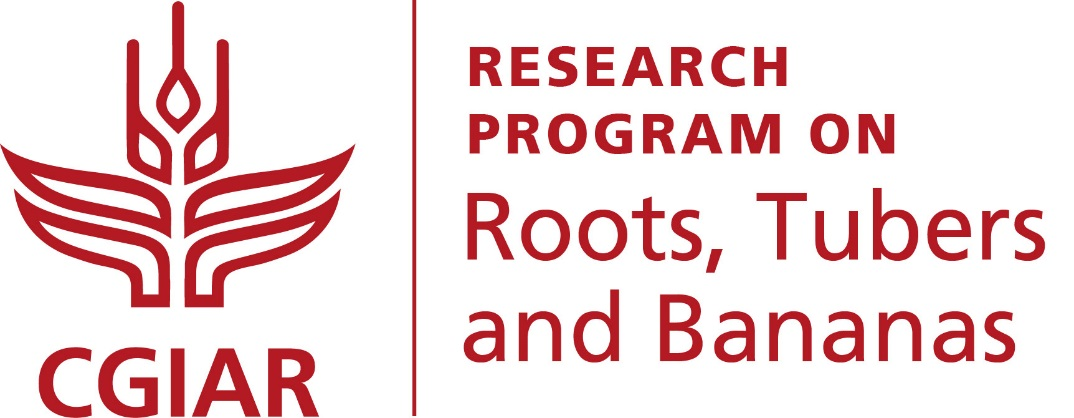 CGIAR
RESEARCH
PROGRAM ON
Roots, Tubers
and Bananas